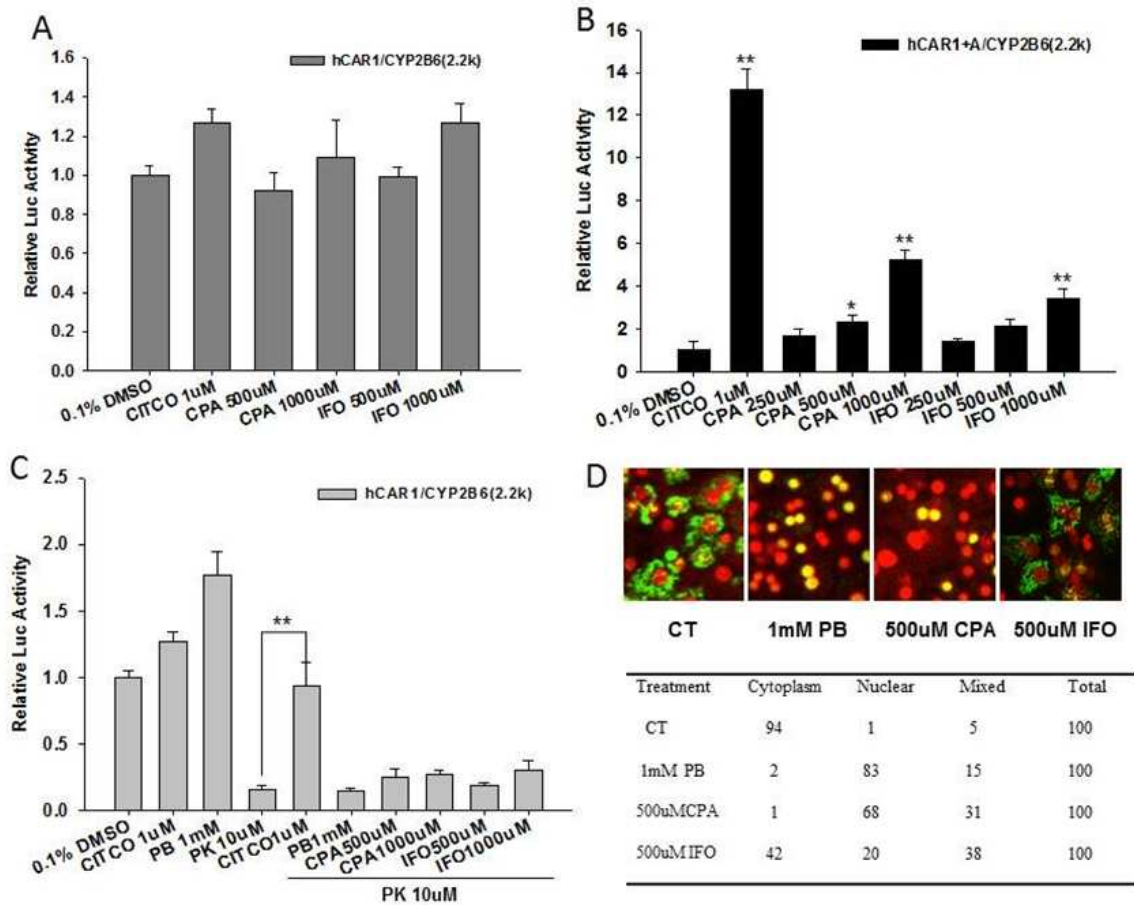 A
hCAR1/CYP2B6(2.2k)
Relative Luc Activity
1.6
1.4
1.2
1.0
0.8
0.6
0.4
0.2
0.0
0.1% DMSO
CITCO 1uM
CPA 500uM
CPA 1000uM
IFO 500uM
IFO 1000uM
B
hCAR1+A/CYP2B6(2.2k)
Relative Luc Activity
16
14
12
10
8
6
4
2
0
**
*
**
**
0.1% DMSO
CITCO 1uM
CPA 250uM
CPA 500uM
CPA 1000uM
IFO 250uM
IFO 500uM
IFO 1000uM
C
hCAR1/CYP2B6(2.2k)
Relative Luc Activity
2.5
2.0
1.5
1.0
0.5
0.0
**
0.1% DMSO
CITCO 1uM
PB 1mM
PK 10uM
CITCO1uM
PB1mM
CPA500uM
CPA1000uM
IFO500uM
IFO1000uM
PK 10uM
D
CT 1mM PB 500uM CPA 500uM IFO
Treatment Cytoplasm Nuclear Mixed Total
CT 94 1 5 100
1mM PB 2 83 15 100
500uMCPA 1 68 31 100
500uM IFO 42 20 38 100